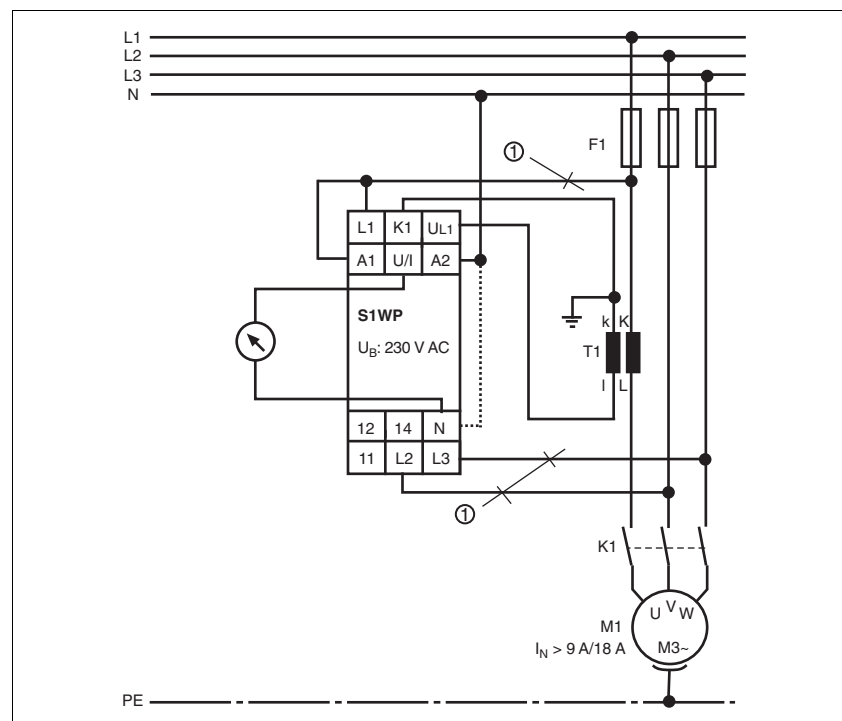 L1
L2
L3
N
F1
①
L1 K1 UL1
A1 U/I A2
S1WP
UB: 230 V AC
k K
T1
l L
12 14 N
11 L2 L3
①
K1
U V W
M1
IN > 9 A/18 A
M3~
PE